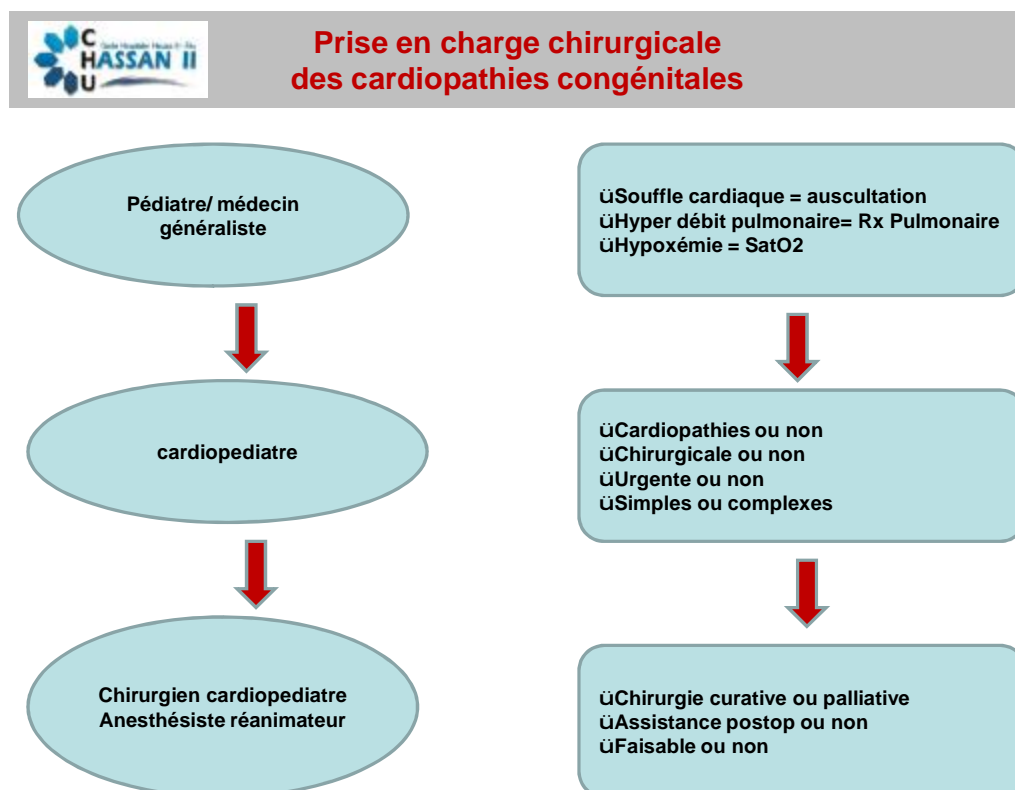 C
HASSAN II
U
Prise en charge chirurgicale
des cardiopathies congénitales
Pédiatre/ médecin
généraliste
üSouffle cardiaque = auscultation
üHyper débit pulmonaire= Rx Pulmonaire
üHypoxémie = SatO2
cardiopediatre
üCardiopathies ou non
üChirurgicale ou non
üUrgente ou non
üSimples ou complexes
Chirurgien cardiopediatre
Anesthésiste réanimateur
üChirurgie curative ou palliative
üAssistance postop ou non
üFaisable ou non